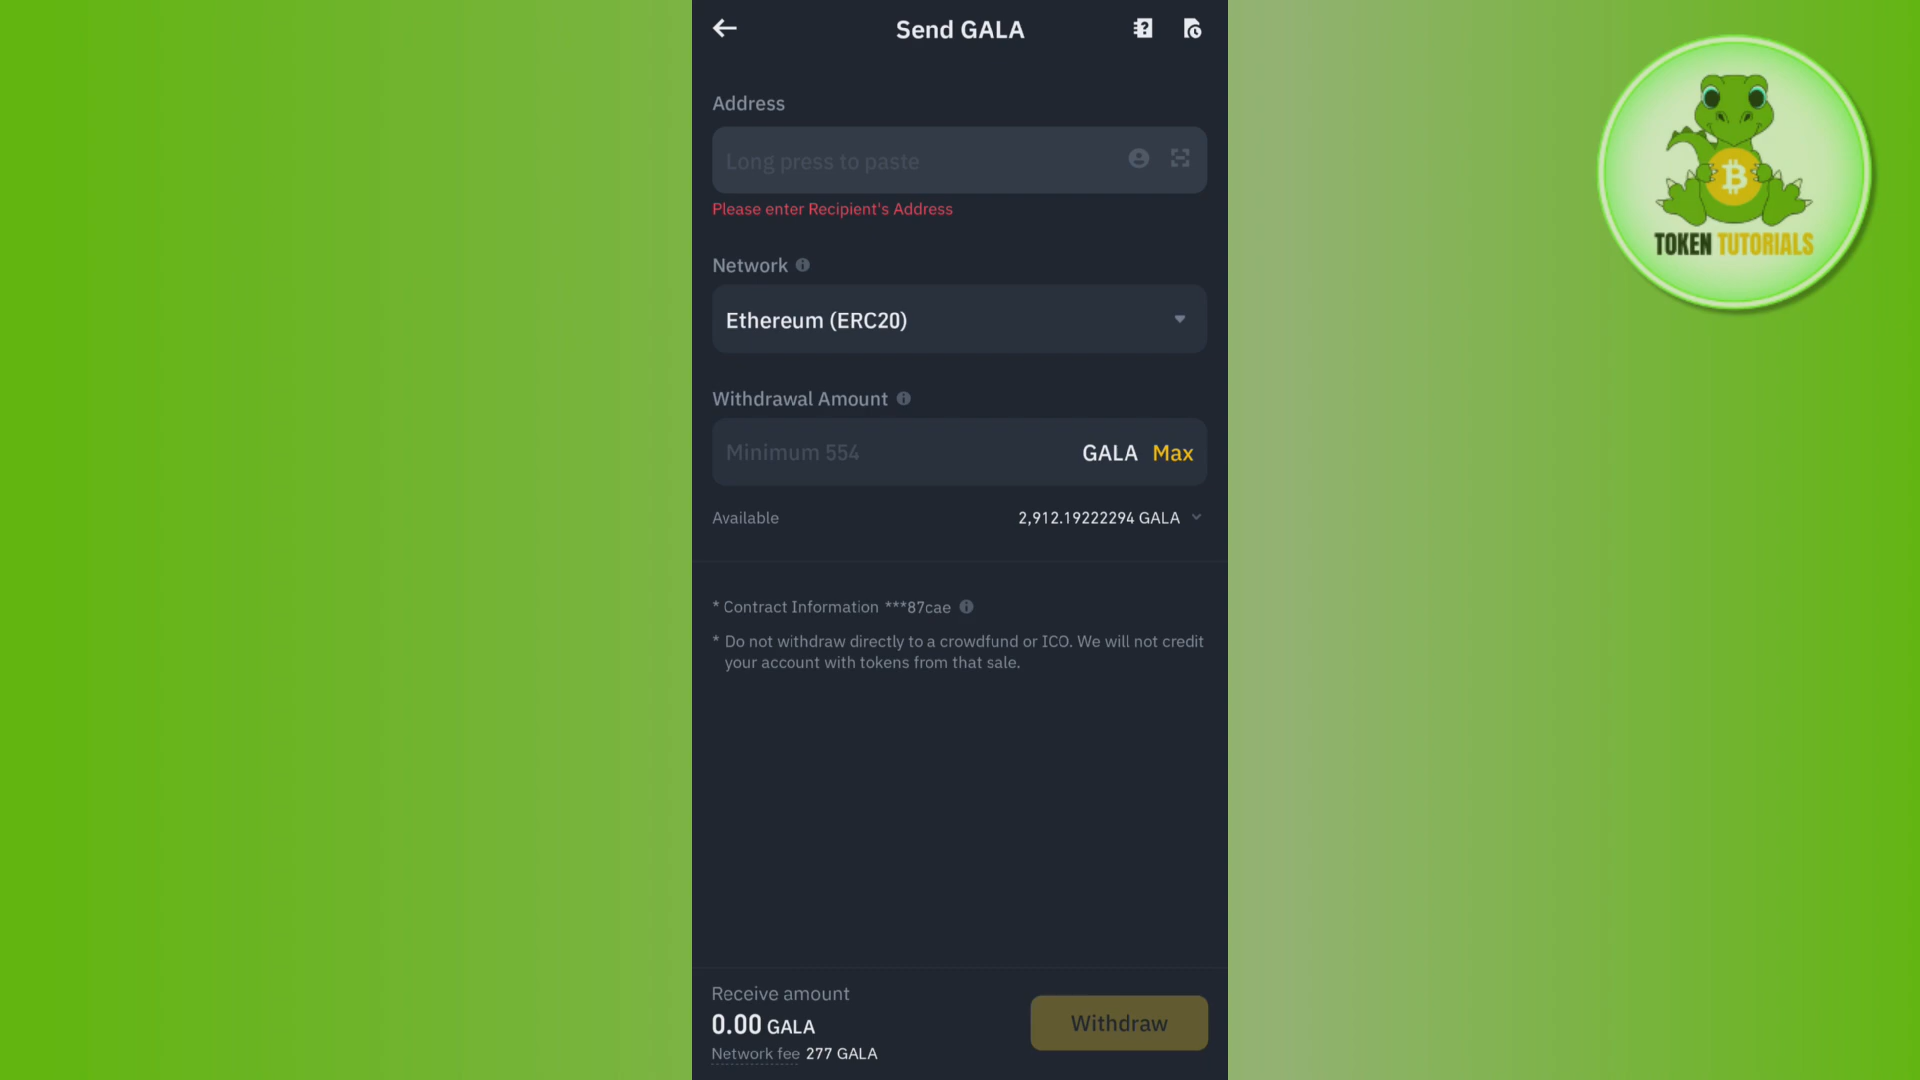 Send GALA
Address
Long press to paste
Please enter Recipient's Address
Network
Ethereum (ERC20)
Withdrawal Amount
Minimum 554
GALA Max
Available
2,912.19222294 GALA
* Contract Information ***87cae
* Do not withdraw directly to a crowdfund or ICO. We will not credit
your account with tokens from that sale.
Receive amount
0.00 GALA
Network fee 277 GALA
Withdraw
TOKEN TUTORIALS